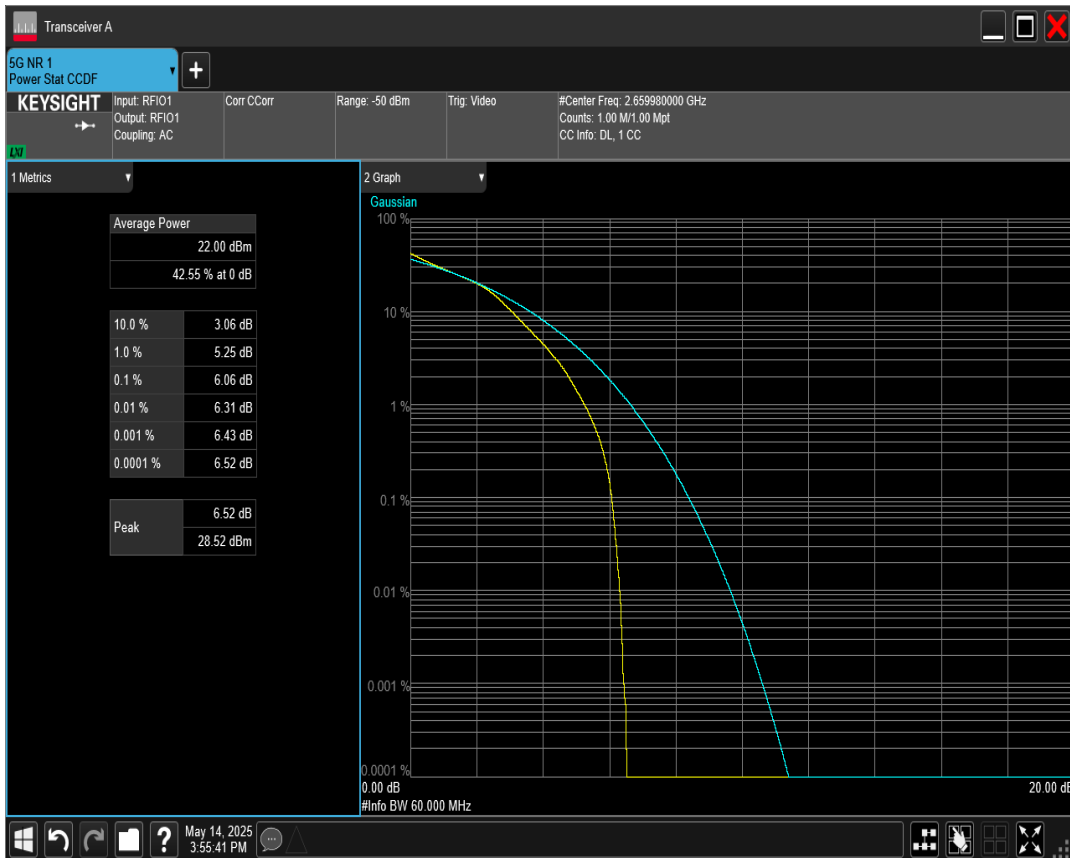 Transceiver A
5G NR 1
Power Stat CCDF
KEYSIGHT
Input: RFIO1
Output: RFIO1
Coupling: AC
Corr CCorr
Range: -50 dBm
Trig: Video
#Center Freq: 2.659980000 GHz
Counts: 1.00 M/1.00 Mpt
CC Info: DL, 1 CC
LXI
1 Metrics
Average Power
22.00 dBm
42.55 % at 0 dB
10.0 % 3.06 dB
1.0 % 5.25 dB
0.1 % 6.06 dB
0.01 % 6.31 dB
0.001 % 6.43 dB
0.0001 % 6.52 dB
Peak 6.52 dB
28.52 dBm
2 Graph
Gaussian
100 %
10 %
1 %
0.1 %
0.01 %
0.001 %
0.0001 %
0.00 dB 20.00 dB
#Info BW 60.000 MHz
May 14, 2025
3:55:41 PM